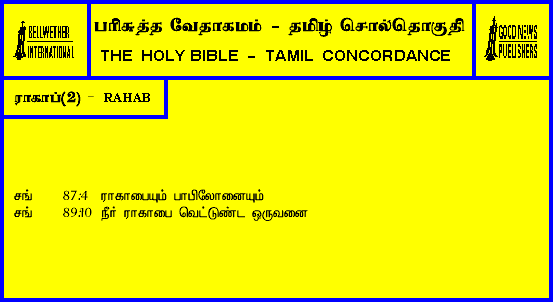 BELLWETHER
INTERNATIONAL
பரிசுத்த வேதாகமம் - தமிழ் சொல்தொகுதி
THE HOLY BIBLE - TAMIL CONCORDANCE
GOOD NEWS
PUBLISHERS
ராகாப்(2) - RAHAB
சங் 87:4 ராகாபையும் பாபிலோனையும்
சங் 89:10 நீர் ராகாபை வெட்டுண்ட ஒருவனை